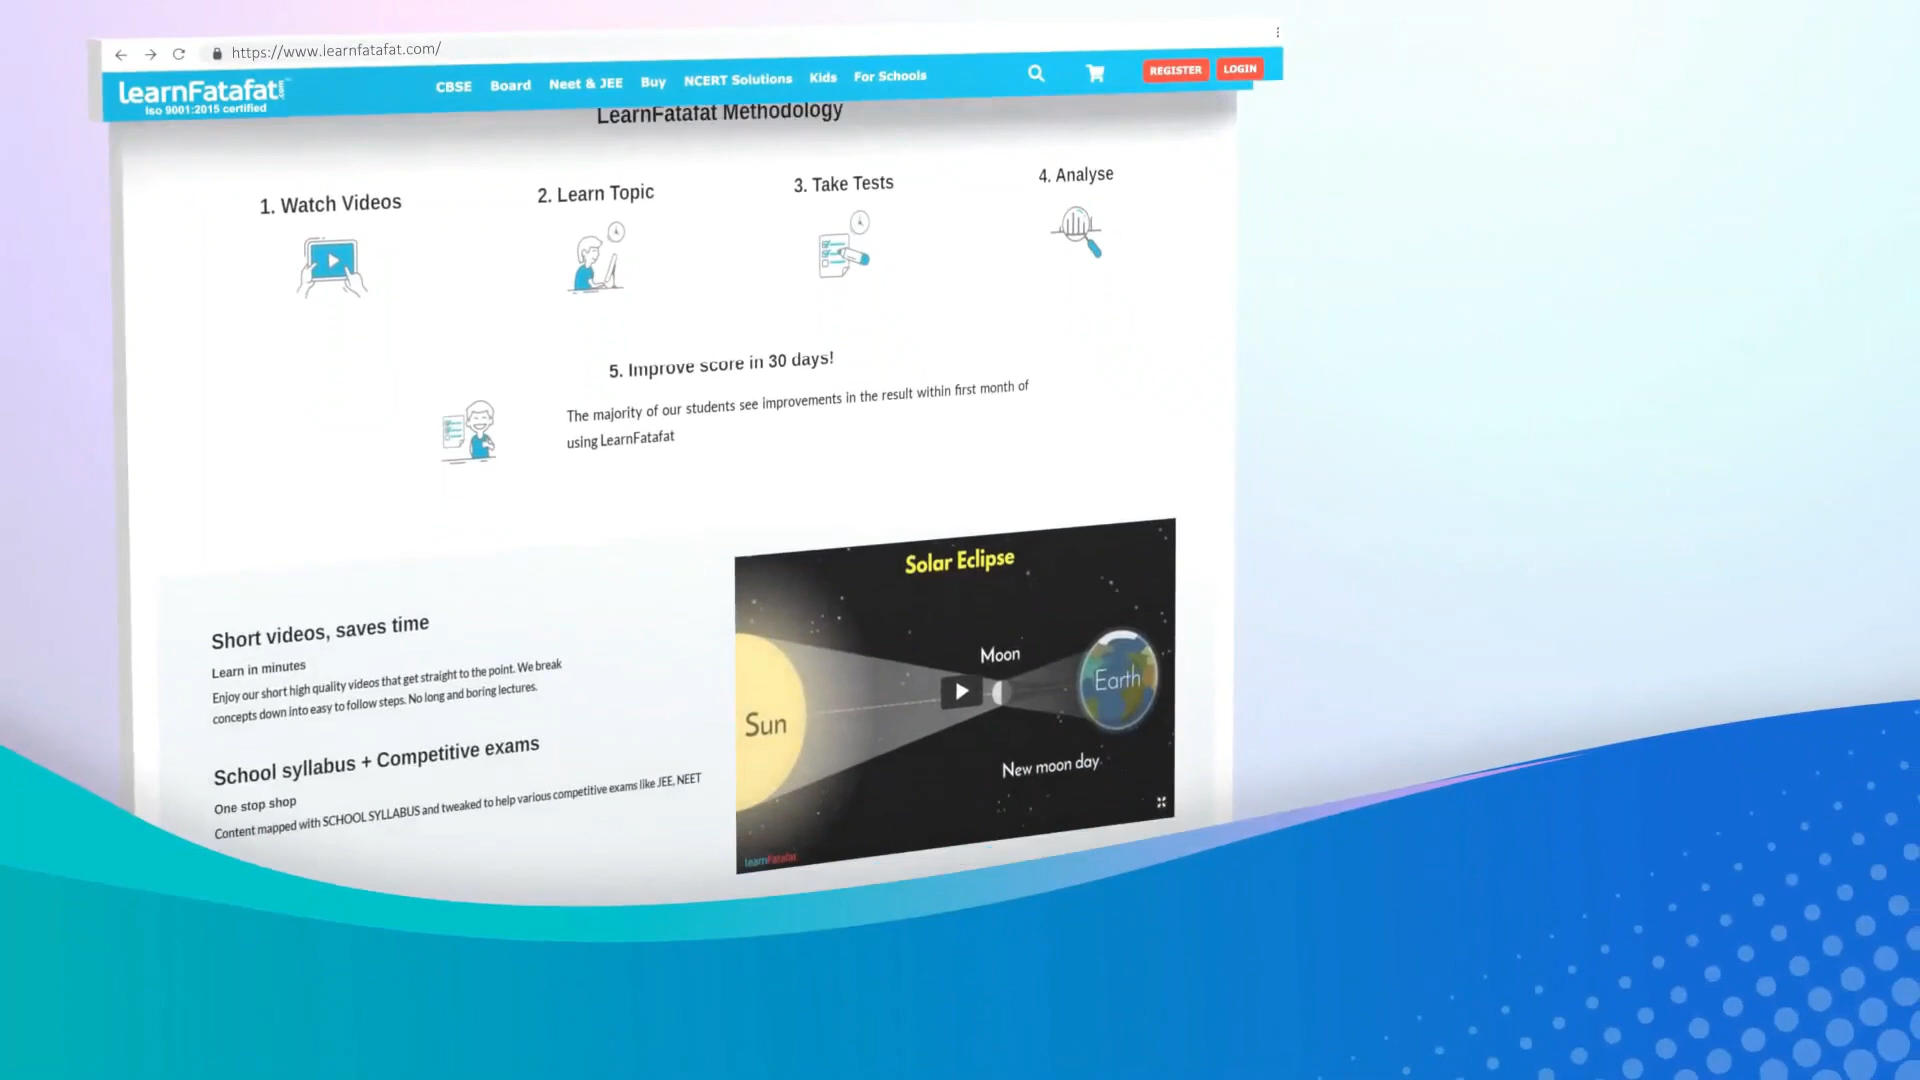 https://www.learnfatafat.com/
learnFatafat.com
Iso 9001:2015 certified
CBSE Board Neet & JEE Buy NCERT Solutions Kids For Schools
REGISTER LOGIN
LearnFatafat Methodology
1. Watch Videos
2. Learn Topic
3. Take Tests
4. Analyse
5. Improve score in 30 days!
The majority of our students see improvements in the result within first month of
using LearnFatafat
Short videos, saves time
Learn in minutes
Enjoy our short high quality videos that get straight to the point. We break
concepts down into easy to follow steps. No long and boring lectures.
School syllabus + Competitive exams
One stop shop
Content mapped with SCHOOL SYLLABUS and tweaked to help various competitive exams like JEE, NEET
Solar Eclipse
Moon
Earth
Sun
New moon day
learnFatafat